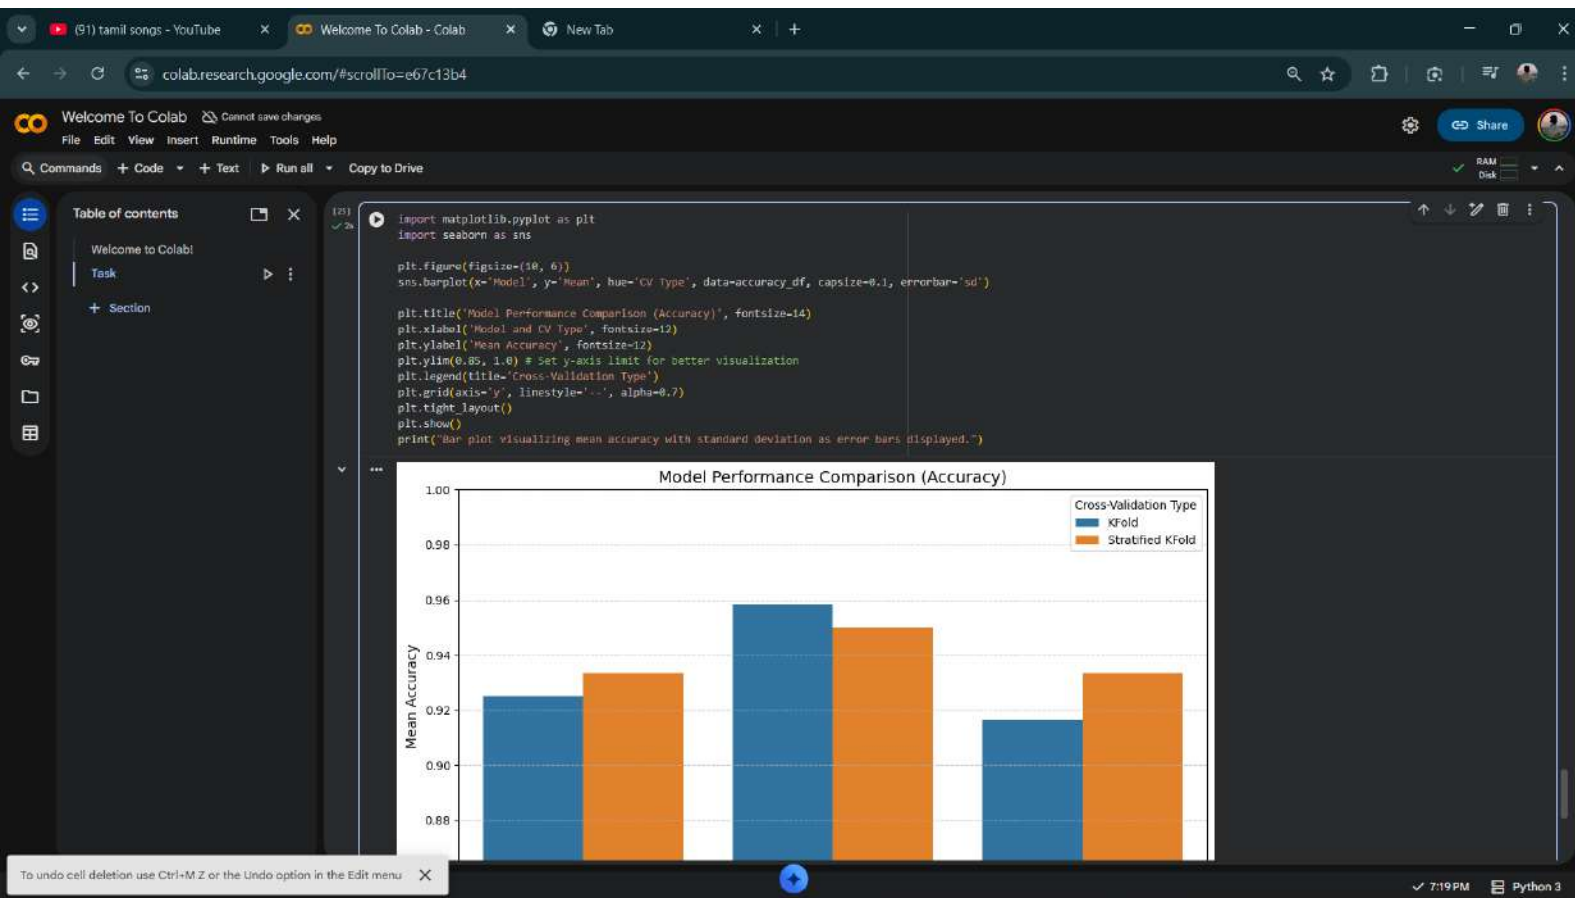 (91) tamil songs - YouTube
Welcome To Colab - Colab
New Tab
colab.research.google.com/#scrollTo=e67c13b4
Welcome To Colab
Cannot save changes
File Edit View Insert Runtime Tools Help
Share
Commands + Code + Text Run all Copy to Drive
RAM
Disk
Table of contents
Welcome to Colab!
Task
+ Section
[25]
2s
import matplotlib.pyplot as plt
import seaborn as sns
plt.figure(figsize=(10, 6))
sns.barplot(x='Model', y='Mean', hue='CV Type', data=accuracy_df, capsize=0.1, errorbar='sd')
plt.title('Model Performance Comparison (Accuracy)', fontsize=14)
plt.xlabel('Model and CV Type', fontsize=12)
plt.ylabel('Mean Accuracy', fontsize=12)
plt.ylim(0.85, 1.0) # Set y-axis limit for better visualization
plt.legend(title='Cross-Validation Type')
plt.grid(axis='y', linestyle='--', alpha=0.7)
plt.tight_layout()
plt.show()
print("Bar plot visualizing mean accuracy with standard deviation as error bars displayed.")
Model Performance Comparison (Accuracy)
Cross-Validation Type
KFold
Stratified KFold
1.00
0.98
0.96
0.94
0.92
0.90
0.88
Mean Accuracy
To undo cell deletion use Ctrl+M Z or the Undo option in the Edit menu
7:19 PM
Python 3